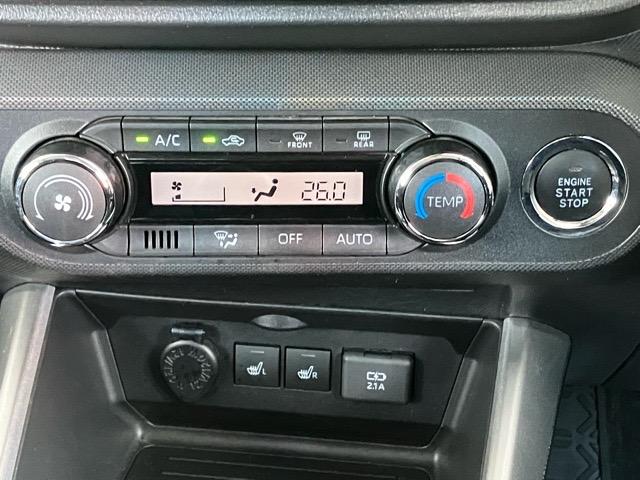 A/C
FRONT
REAR
26.0
TEMP
ENGINE
START
STOP
OFF
AUTO
L
R
2.1A